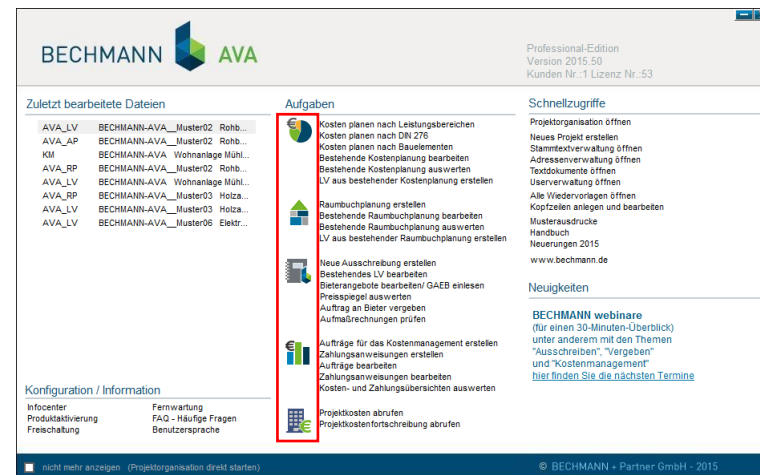 BECHMANN AVA
Professional-Edition
Version 2015.50
Kunden Nr.:1 Lizenz Nr.:53
Zuletzt bearbeitete Dateien
AVA_LV BECHMANN-AVA__Muster02 Rohb...
AVA_AP BECHMANN-AVA__Muster02 Rohb...
KM BECHMANN-AVA Wohnanlage Mühl...
AVA_RP BECHMANN-AVA__Muster02 Rohb...
AVA_LV BECHMANN-AVA Wohnanlage Mühl...
AVA_RP BECHMANN-AVA__Muster03 Holza...
AVA_LV BECHMANN-AVA__Muster03 Holza...
AVA_LV BECHMANN-AVA__Muster06 Elektr...
Konfiguration / Information
Infocenter Fernwartung
Produktaktivierung FAQ - Häufige Fragen
Freischaltung Benutzersprache
Aufgaben
Kosten planen nach Leistungsbereichen
Kosten planen nach DIN 276
Kosten planen nach Bauelementen
Bestehende Kostenplanung bearbeiten
Bestehende Kostenplanung auswerten
LV aus bestehender Kostenplanung erstellen
Raumbuchplanung erstellen
Bestehende Raumbuchplanung bearbeiten
Bestehende Raumbuchplanung auswerten
LV aus bestehender Raumbuchplanung erstellen
Neue Ausschreibung erstellen
Bestehendes LV bearbeiten
Bieterangebote bearbeiten/ GAEB einlesen
Preisspiegel auswerten
Auftrag an Bieter vergeben
Aufmaßrechnungen prüfen
Aufträge für das Kostenmanagement erstellen
Zahlungsanweisungen erstellen
Aufträge bearbeiten
Zahlungsanweisungen bearbeiten
Kosten- und Zahlungsübersichten auswerten
Projektkosten abrufen
Projektkostenfortschreibung abrufen
Schnellzugriffe
Projektorganisation öffnen
Neues Projekt erstellen
Stammtextverwaltung öffnen
Adressenverwaltung öffnen
Textdokumente öffnen
Userverwaltung öffnen
Alle Wiedervorlagen öffnen
Kopfzeilen anlegen und bearbeiten
Musterausdrucke
Handbuch
Neuerungen 2015
www.bechmann.de
Neuigkeiten
BECHMANN webinare
(für einen 30-Minuten-Überblick)
unter anderem mit den Themen
"Ausschreiben", "Vergeben"
und "Kostenmanagement"
hier finden Sie die nächsten Termine
nicht mehr anzeigen (Projektorganisation direkt starten)
© BECHMANN + Partner GmbH - 2015